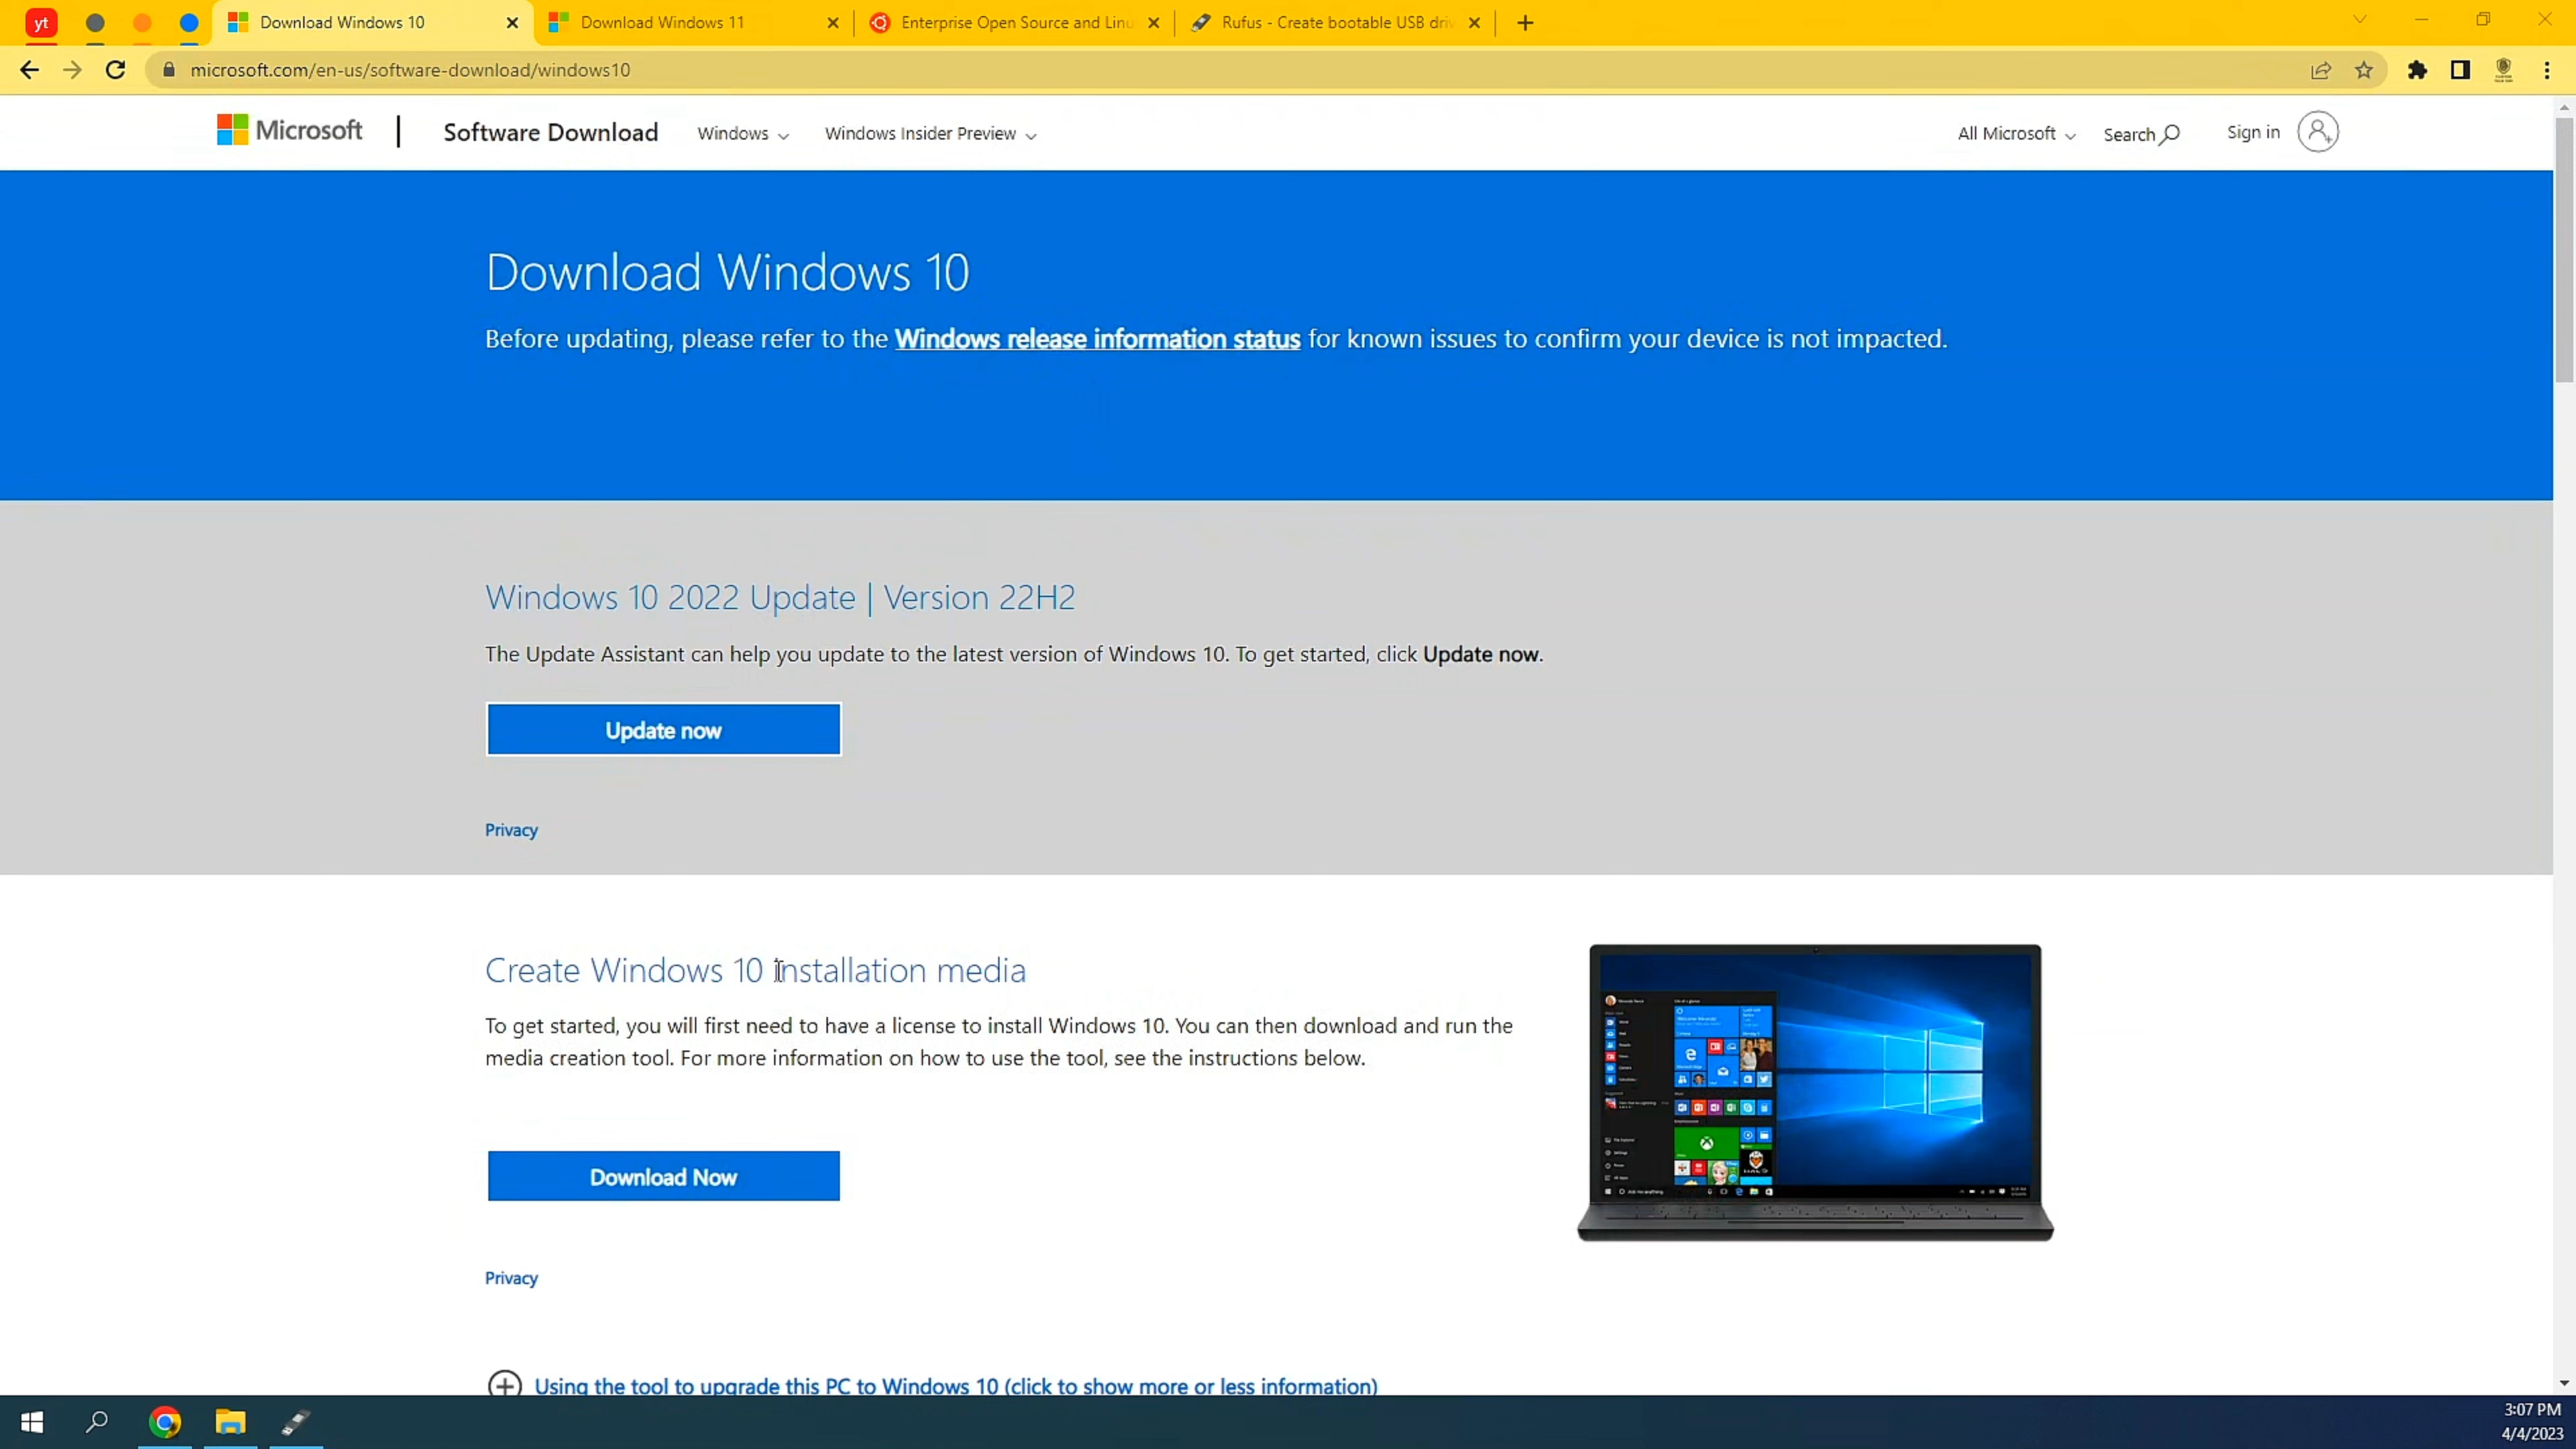 yt
Download Windows 10
Download Windows 11
Enterprise Open Source and Linu
Rufus - Create bootable USB driv
microsoft.com/en-us/software-download/windows10
Microsoft
Software Download
Windows
Windows Insider Preview
All Microsoft
Search
Sign in
Download Windows 10
Before updating, please refer to the Windows release information status for known issues to confirm your device is not impacted.
Windows 10 2022 Update | Version 22H2
The Update Assistant can help you update to the latest version of Windows 10. To get started, click Update now.
Update now
Privacy
Create Windows 10 installation media
To get started, you will first need to have a license to install Windows 10. You can then download and run the
media creation tool. For more information on how to use the tool, see the instructions below.
Download Now
Privacy
Using the tool to upgrade this PC to Windows 10 (click to show more or less information)
3:07 PM
4/4/2023